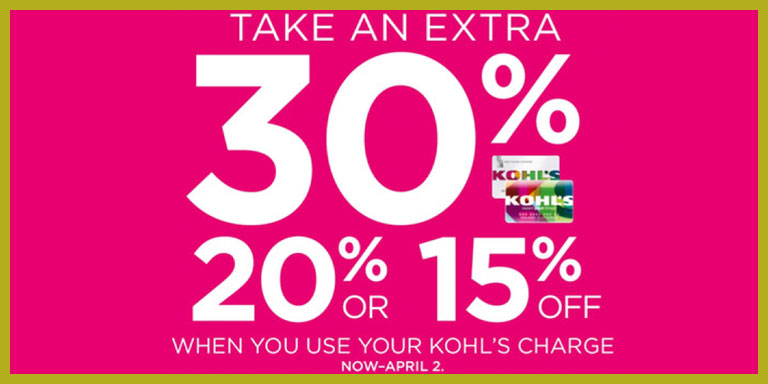 TAKE AN EXTRA
30%
KOHL'S
KOHL'S
20% OR 15% OFF
WHEN YOU USE YOUR KOHL'S CHARGE
NOW–APRIL 2.